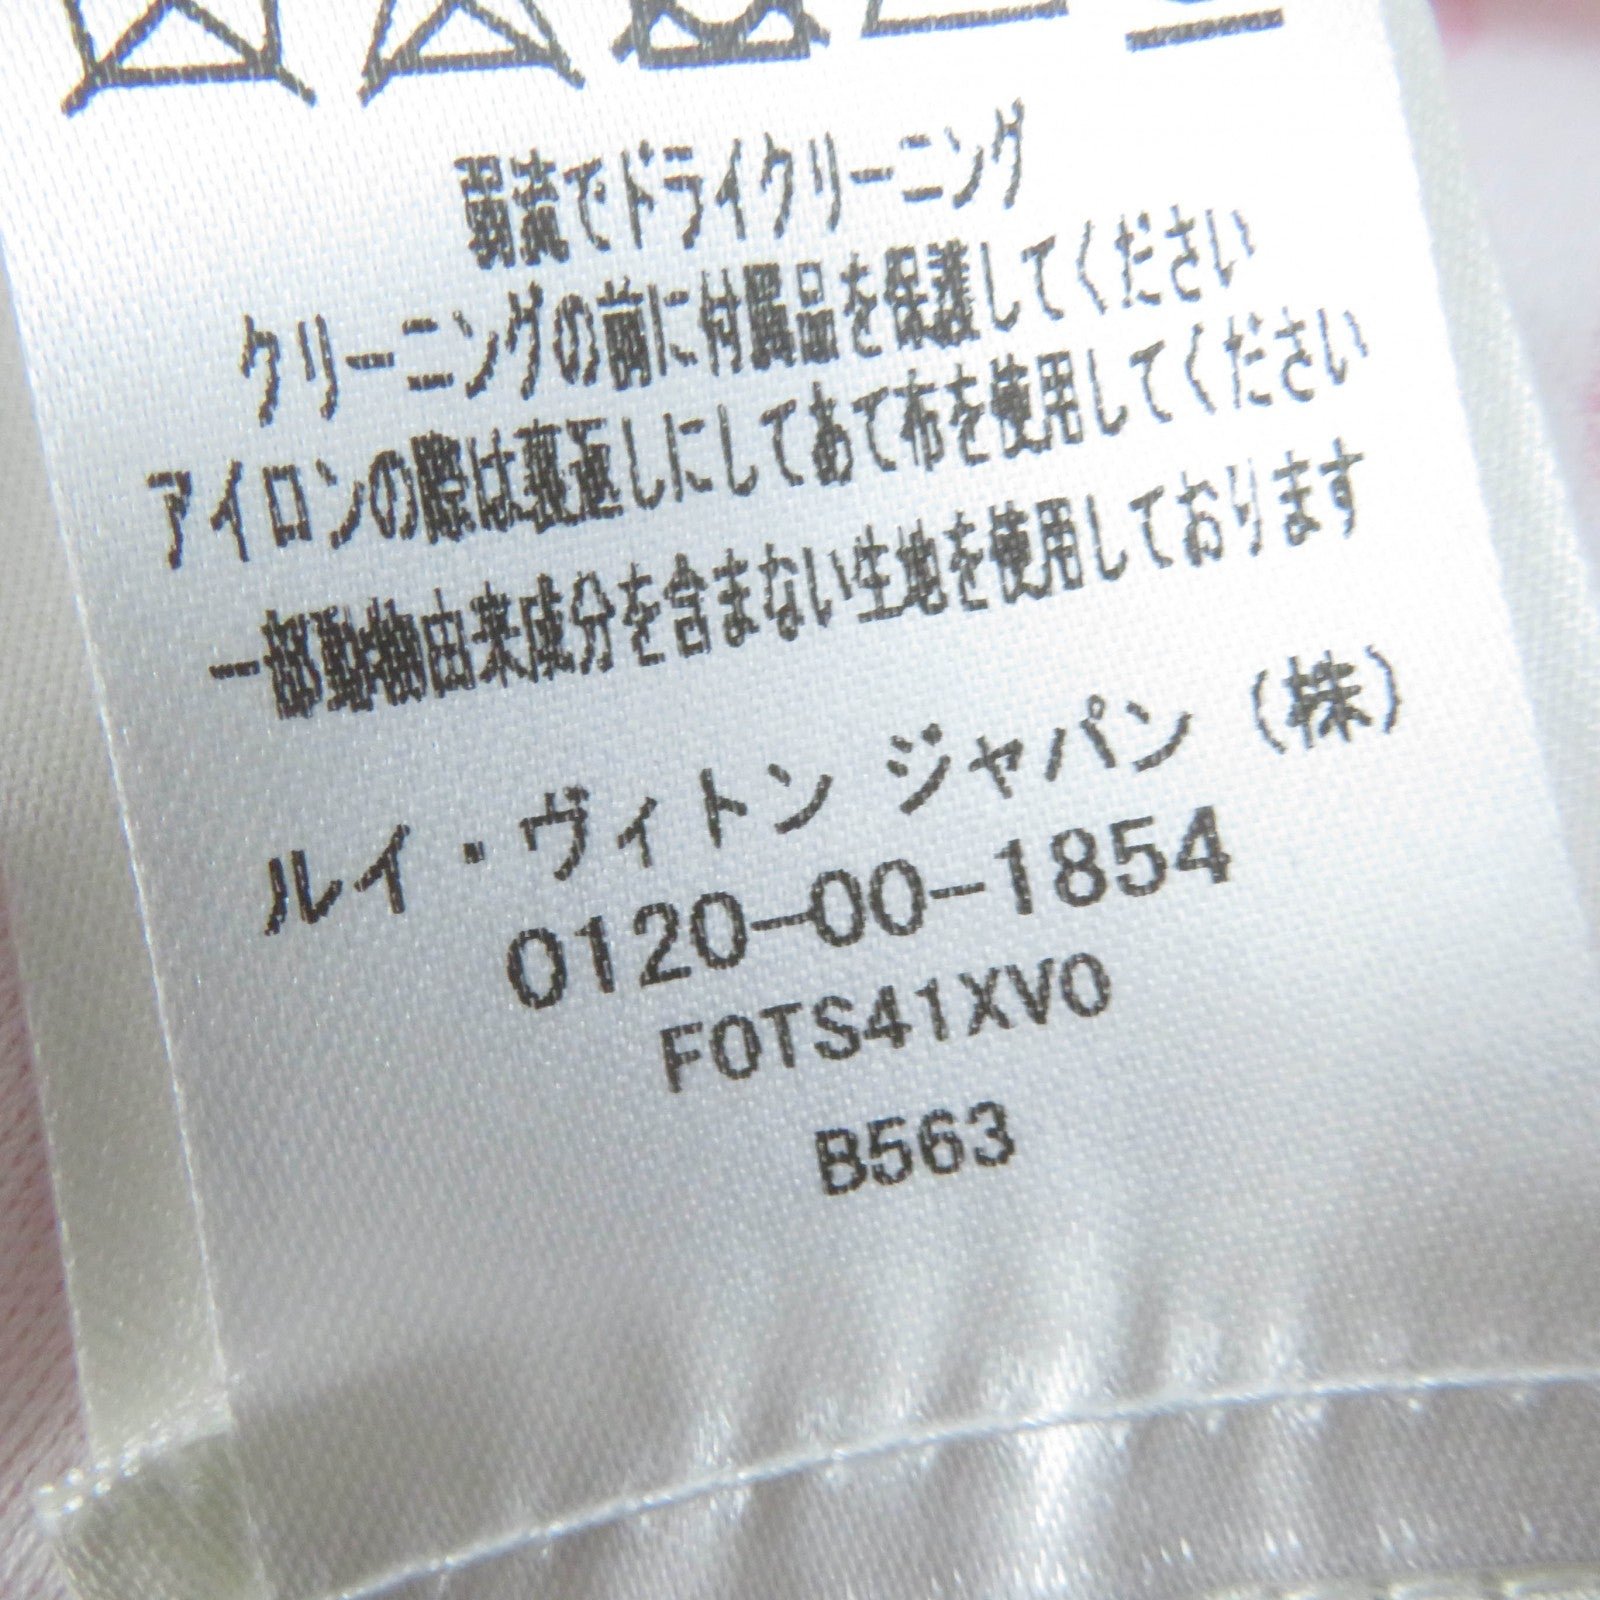 弱流でドライクリーニング
クリーニングの前に付属品を保護してください
アイロンの際は裏返しにしてあて布を使用してください
一部動物由来成分を含まない生地を使用しております
ルイ・ヴィトン ジャパン (株)
0120-00-1854
FOTS41XVO
B563